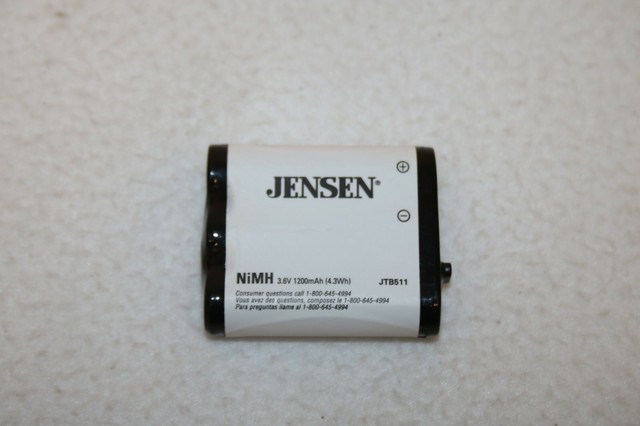 JENSEN®
+
−
NiMH 3.6V 1200mAh (4.3Wh) JTB511
Consumer questions call 1-800-645-4994
Vous avez des questions, composez le 1-800-645-4994
Para preguntas llame al 1-800-645-4994